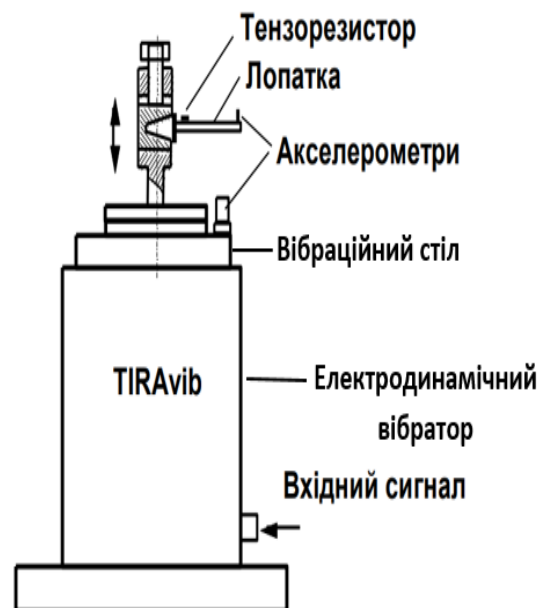 Тензорезистор
Лопатка
Акселерометри
Вібраційний стіл
TIRAvib
Електродинамічний
вібратор
Вхідний сигнал